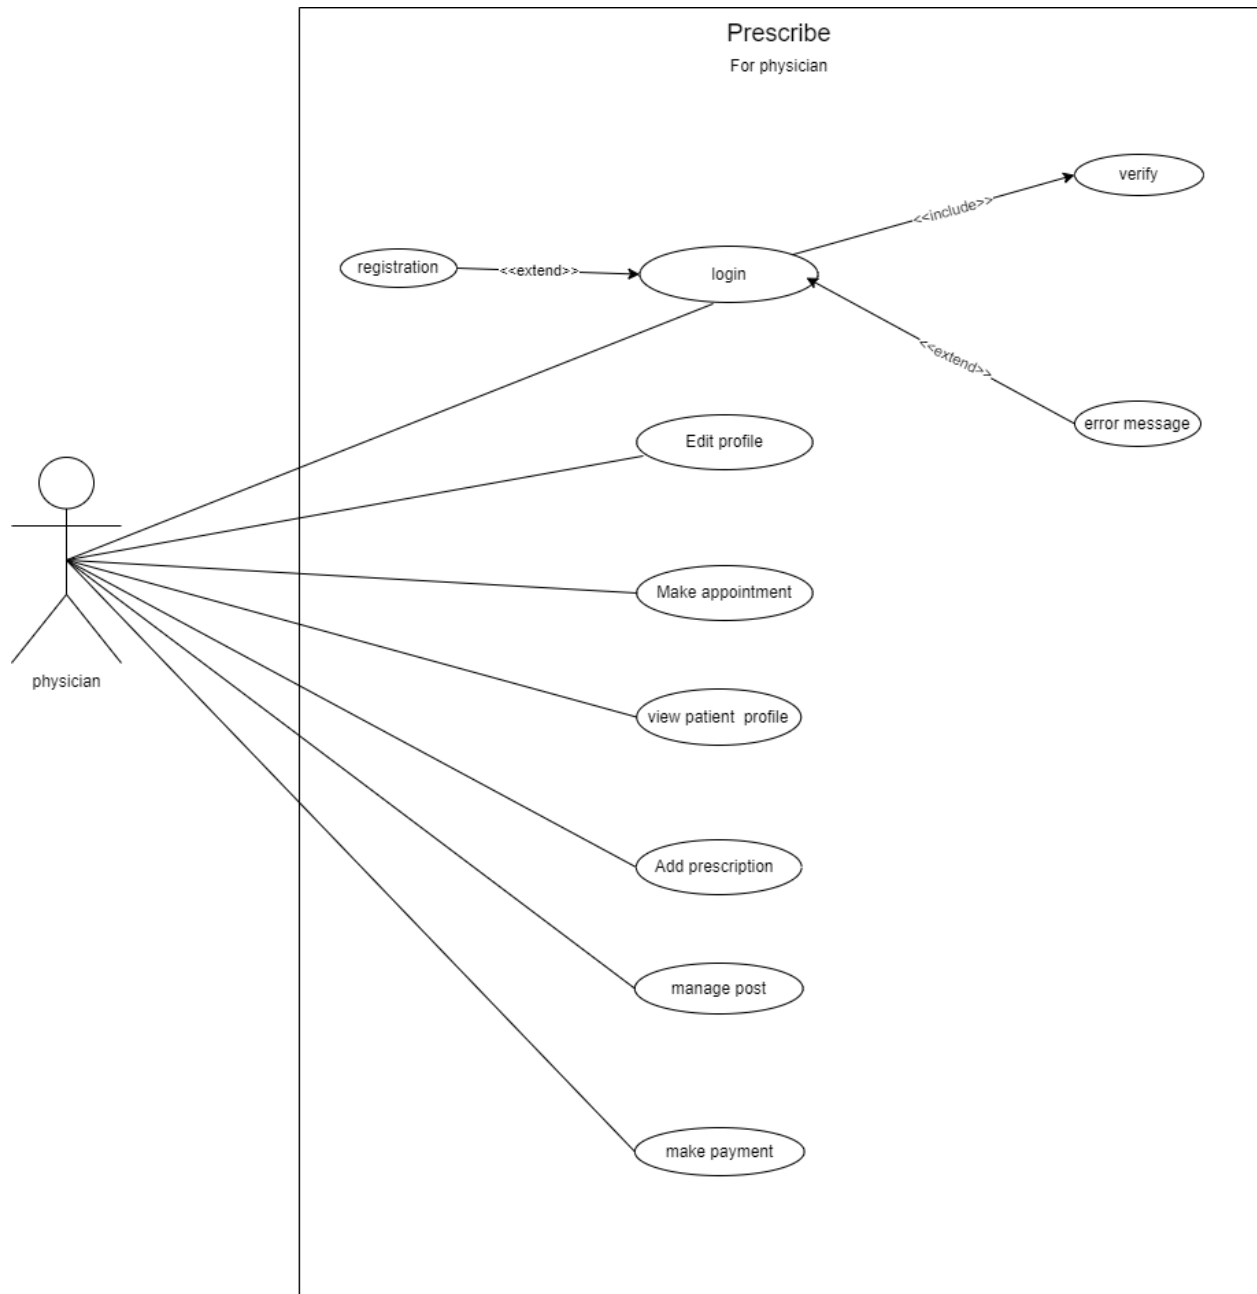 Prescribe
For physician
verify
<<include>>
registration
<<extend>>
login
<<extend>>
error message
Edit profile
Make appointment
physician
view patient  profile
Add prescription
manage post
make payment